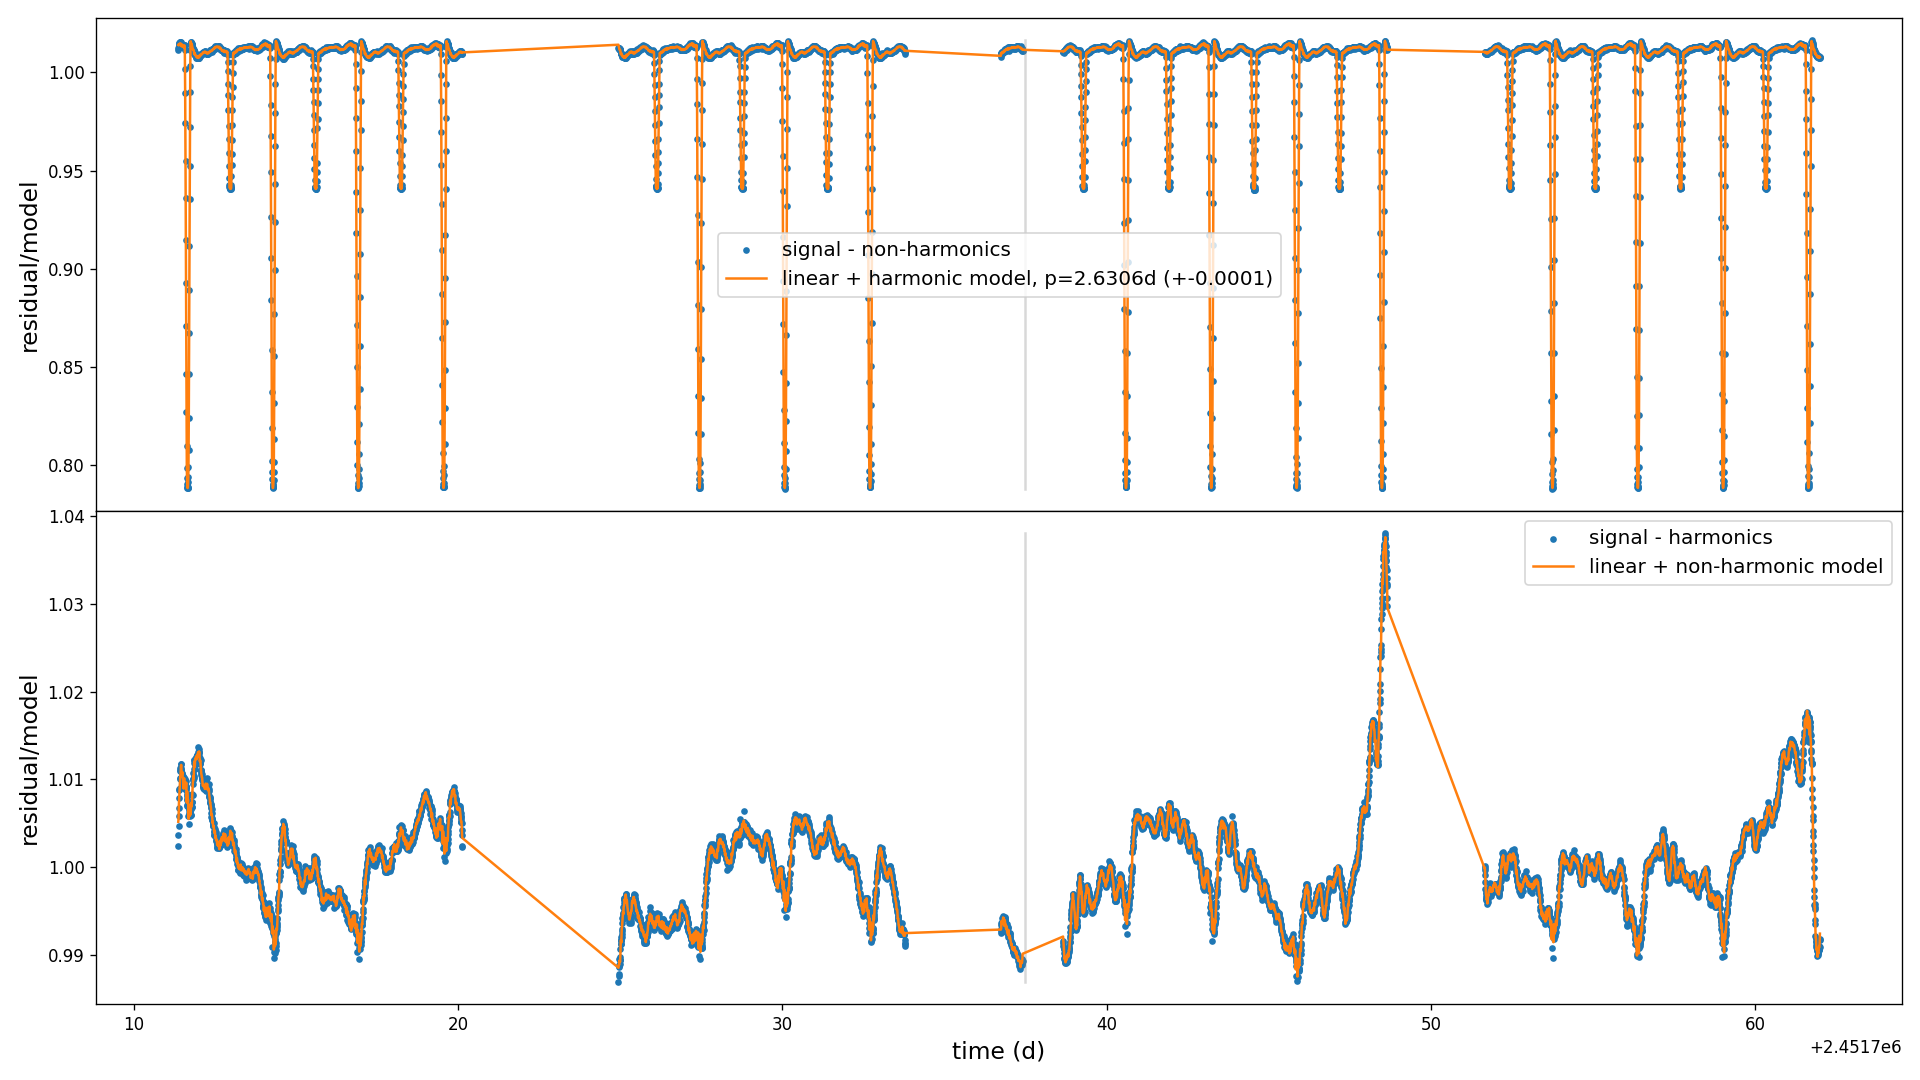 1.00
0.95
0.90
0.85
0.80
residual/model
signal - non-harmonics
linear + harmonic model, p=2.6306d (+-0.0001)
1.04
1.03
1.02
1.01
1.00
0.99
residual/model
signal - harmonics
linear + non-harmonic model
10
20
30
40
50
60
time (d)
+2.4517e6